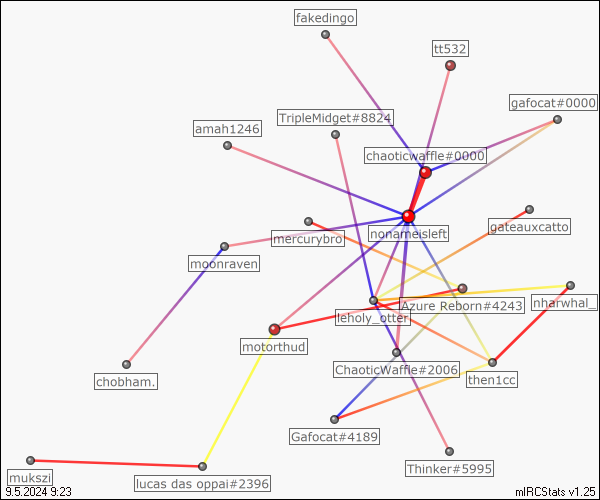 fakedingo
tt532
gafocat#0000
TripleMidget#8824
amah1246
chaoticwaffle#0000
nonameisleft
gateauxcatto
mercurybro
moonraven
Azure Reborn#4243
nharwhal_
leholy_otter
motorthud
ChaoticWaffle#2006
then1cc
chobham.
Gafocat#4189
Thinker#5995
mukszi
lucas das oppai#2396
9.5.2024 9:23
mIRCStats v1.25